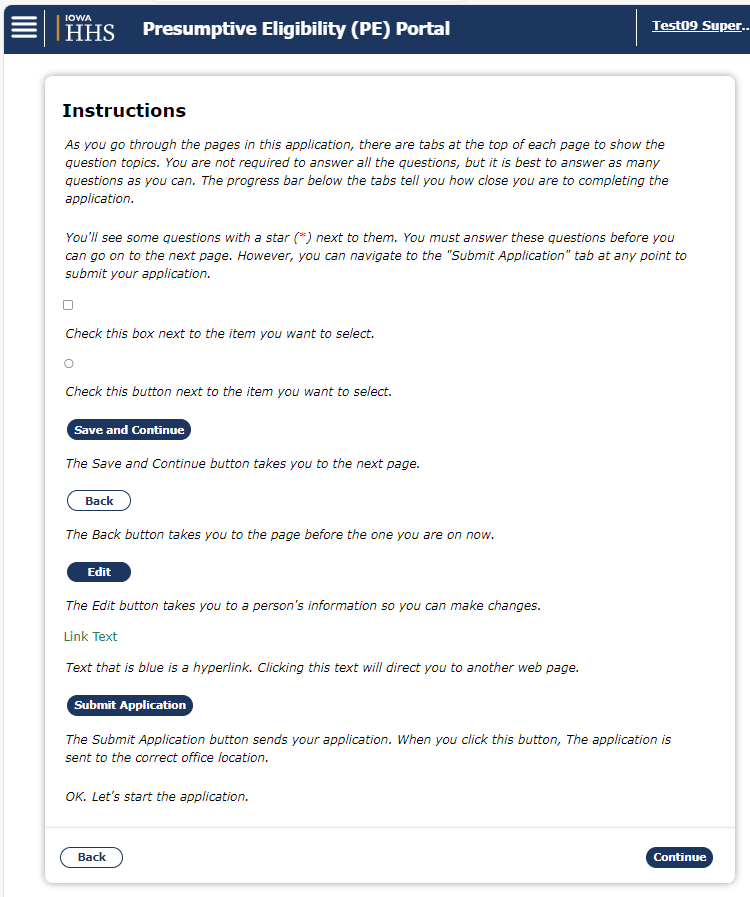 IOWA
HHS
Presumptive Eligibility (PE) Portal
Test09 Super...
Instructions
As you go through the pages in this application, there are tabs at the top of each page to show the
question topics. You are not required to answer all the questions, but it is best to answer as many
questions as you can. The progress bar below the tabs tell you how close you are to completing the
application.
You'll see some questions with a star (*) next to them. You must answer these questions before you
can go on to the next page. However, you can navigate to the "Submit Application" tab at any point to
submit your application.
Check this box next to the item you want to select.
Check this button next to the item you want to select.
Save and Continue
The Save and Continue button takes you to the next page.
Back
The Back button takes you to the page before the one you are on now.
Edit
The Edit button takes you to a person's information so you can make changes.
Link Text
Text that is blue is a hyperlink. Clicking this text will direct you to another web page.
Submit Application
The Submit Application button sends your application. When you click this button, The application is
sent to the correct office location.
OK. Let's start the application.
Back
Continue